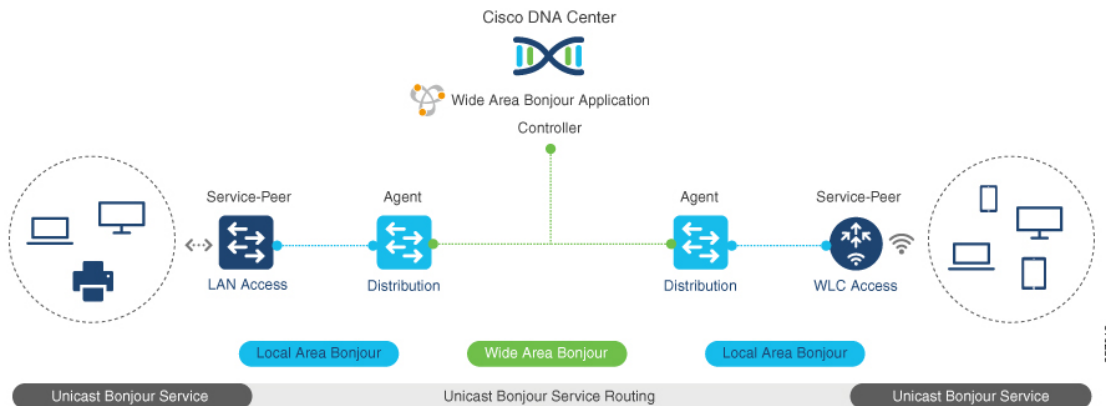 Cisco DNA Center
Wide Area Bonjour Application
Controller
Service-Peer
Agent
Agent
Service-Peer
LAN Access
Distribution
Distribution
WLC Access
Local Area Bonjour
Wide Area Bonjour
Local Area Bonjour
Unicast Bonjour Service
Unicast Bonjour Service Routing
Unicast Bonjour Service